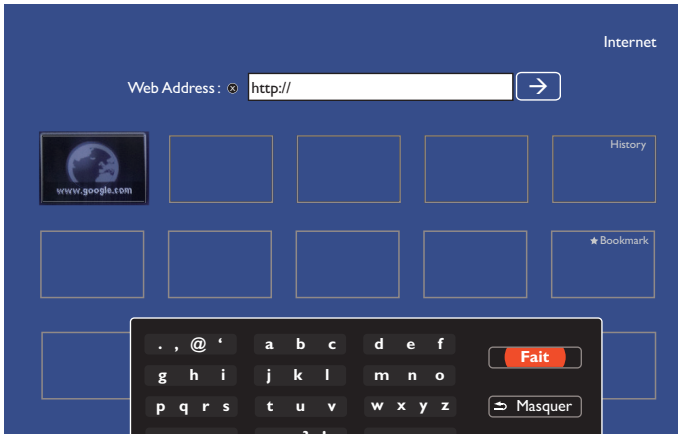 Internet
Web Address : http://
www.google.com
History
★ Bookmark
. , @ ‘ a b c d e f
Fait
g h i j k l m n o
p q r s t u v w x y z
Masquer